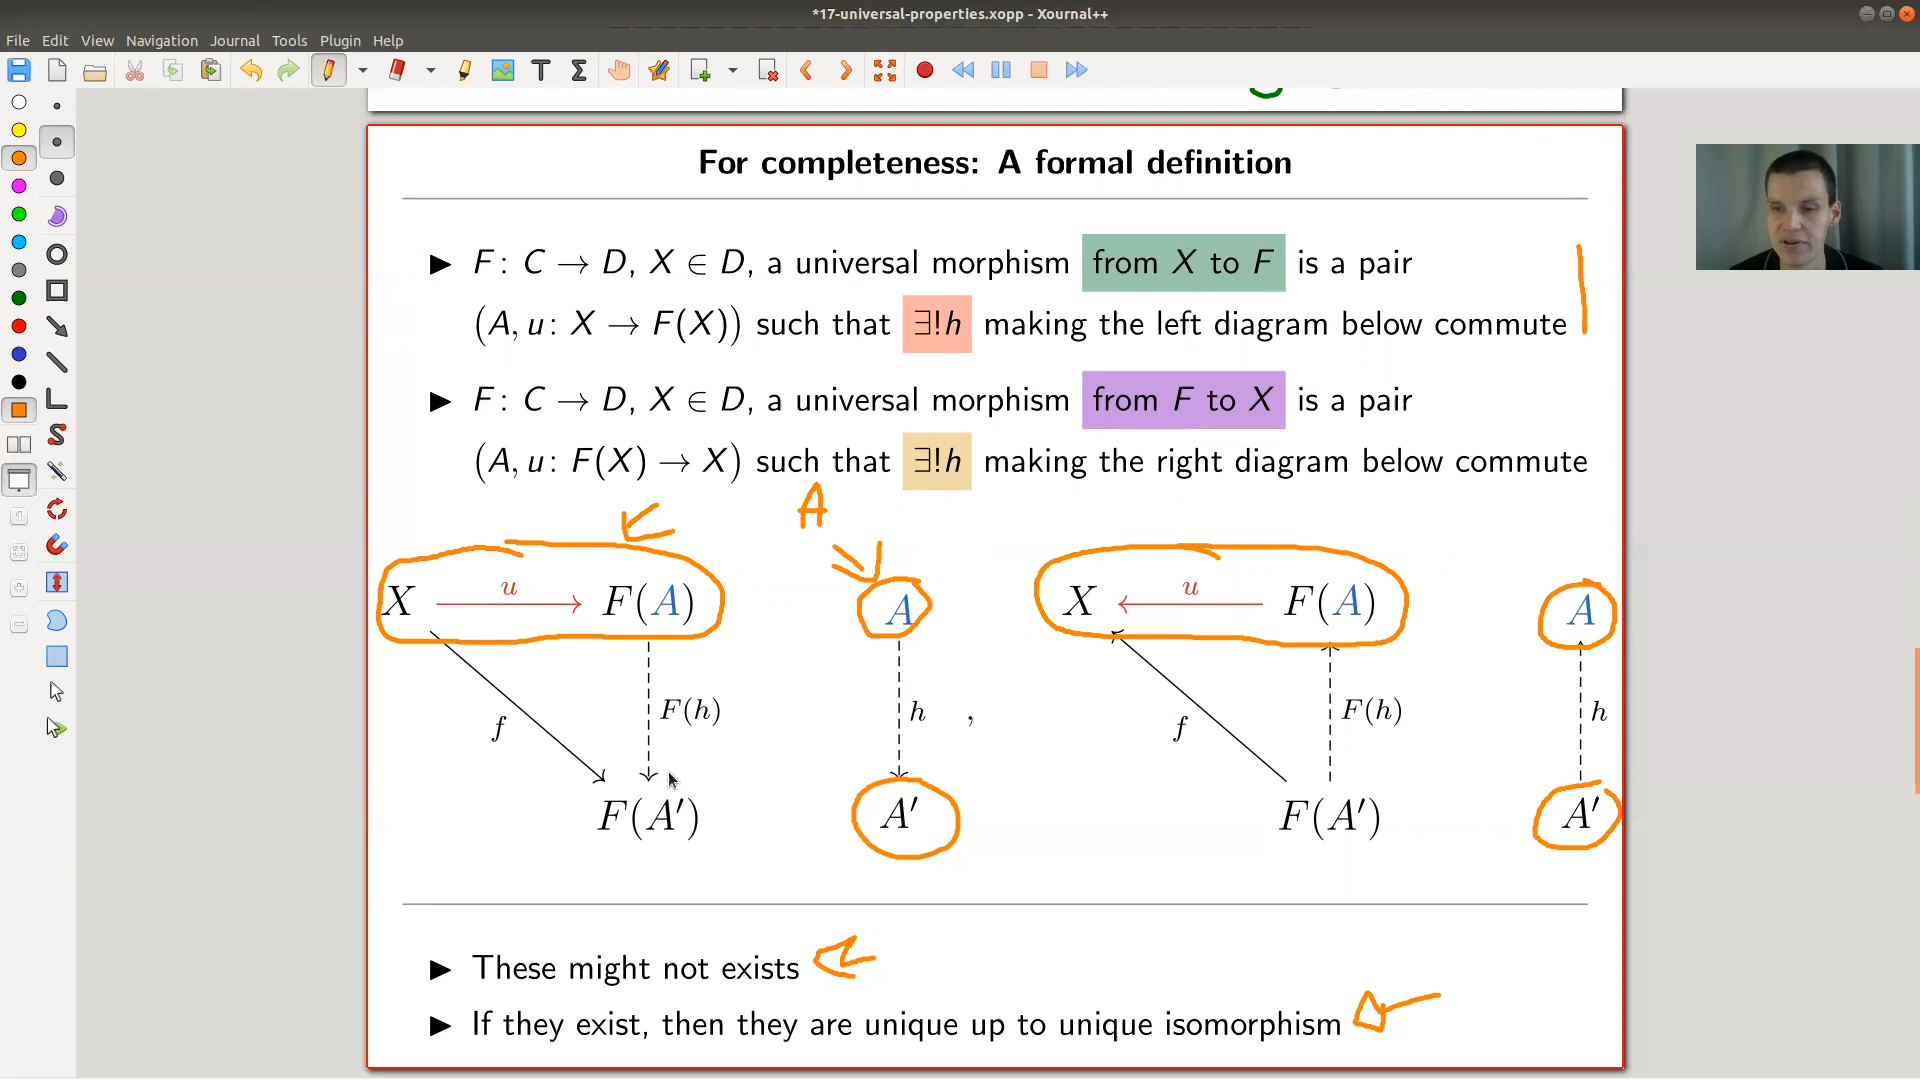 *17-universal-properties.xopp - Xournal++
File Edit View Navigation Journal Tools Plugin Help
For completeness: A formal definition
▶ F: C → D, X ∈ D, a universal morphism from X to F is a pair
(A, u: X → F(X)) such that ∃!h making the left diagram below commute
▶ F: C → D, X ∈ D, a universal morphism from F to X is a pair
(A, u: F(X) → X) such that ∃!h making the right diagram below commute
A
X u F(A) A X u F(A) A
f F(h) h , f F(h) h
F(A′) A′ F(A′) A′
▶ These might not exists
▶ If they exist, then they are unique up to unique isomorphism